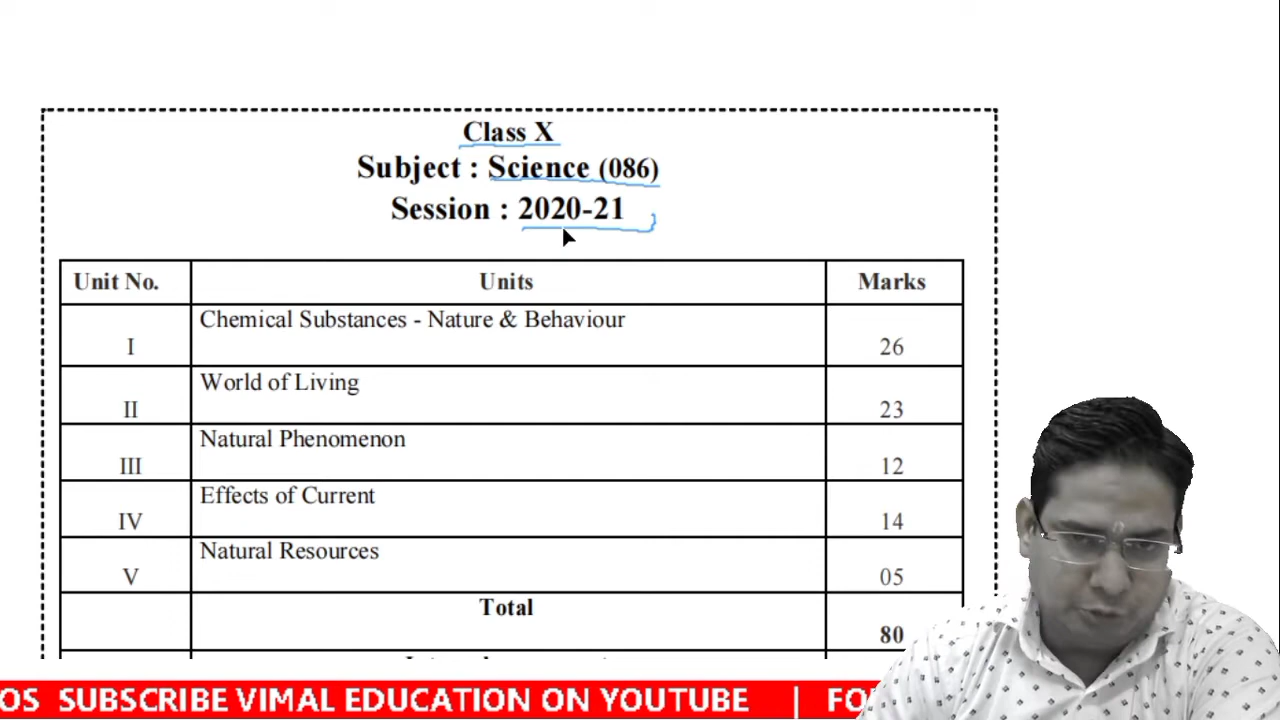 Class X
Subject : Science (086)
Session : 2020-21
Unit No. Units Marks
I Chemical Substances - Nature & Behaviour 26
II World of Living 23
III Natural Phenomenon 12
IV Effects of Current 14
V Natural Resources 05
Total 80
OS SUBSCRIBE VIMAL EDUCATION ON YOUTUBE | FO